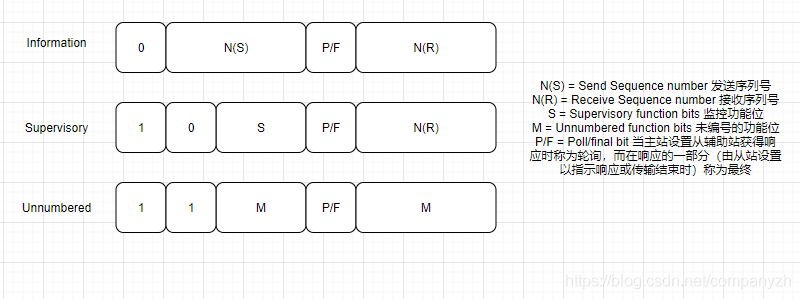 Information
0 N(S) P/F N(R)
Supervisory
1 0 S P/F N(R)
Unnumbered
1 1 M P/F M
N(S) = Send Sequence number 发送序列号
N(R) = Receive Sequence number 接收序列号
S = Supervisory function bits 监控功能位
M = Unnumbered function bits 未编号的功能位
P/F = Poll/final bit 当主站设置从辅助站获得响
应时称为轮询，而在响应的一部分（由从站设置
以指示响应或传输结束时）称为最终
https://blog.csdn.net/companyzh